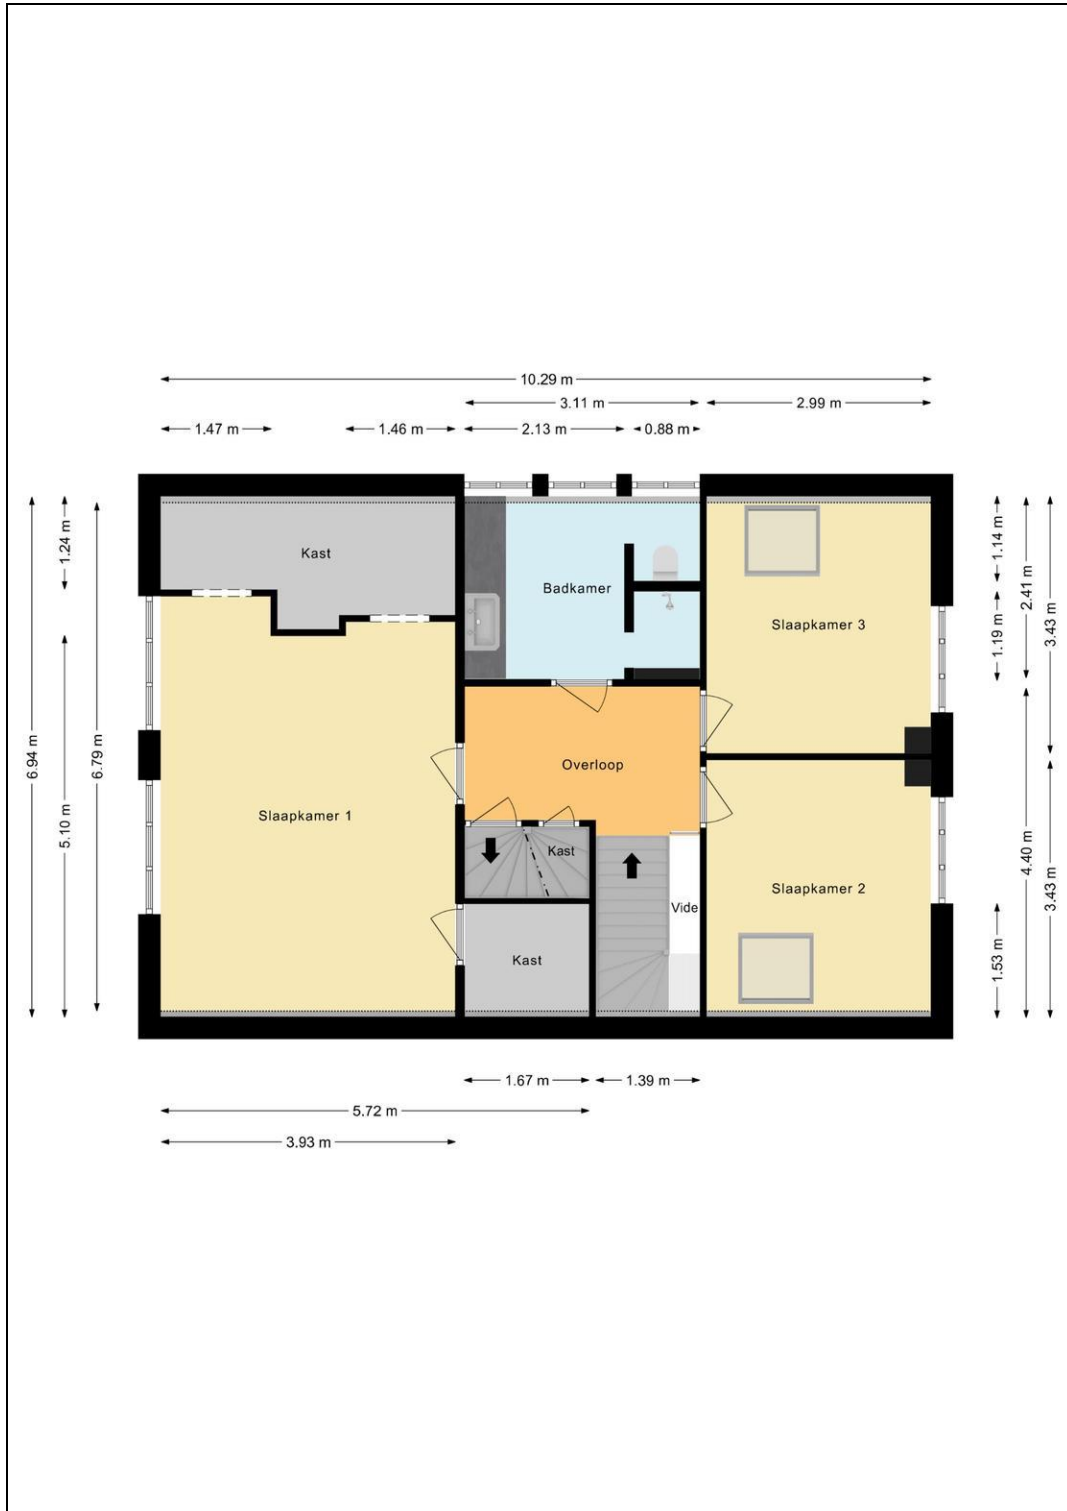 10.29 m
3.11 m
2.99 m
1.47 m
1.46 m
2.13 m
0.88 m
6.94 m
1.24 m
5.10 m
6.79 m
Kast
Badkamer
Slaapkamer 3
Overloop
Slaapkamer 1
Kast
Slaapkamer 2
Vide
Kast
1.14 m
1.19 m
2.41 m
3.43 m
4.40 m
3.43 m
1.53 m
1.67 m
1.39 m
5.72 m
3.93 m